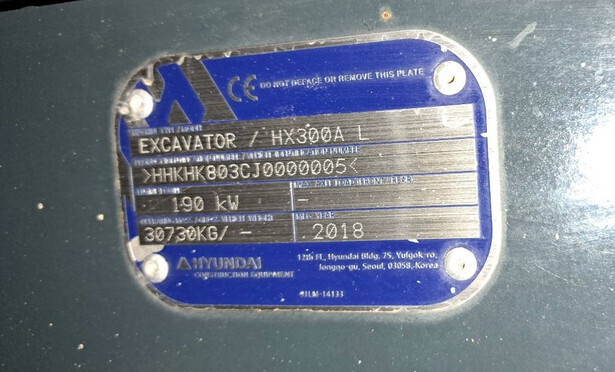 CE DO NOT DEFACE OR REMOVE THIS PLATE
EXCAVATOR / HX300A L
>HHKHK803CJ0000005<
190 kW
-
30730KG/ -
2018
HYUNDAI
CONSTRUCTION EQUIPMENT
12th Fl., Hyundai Bldg. 75, Yulgok-ro,
Jongno-gu, Seoul, 03058, Korea